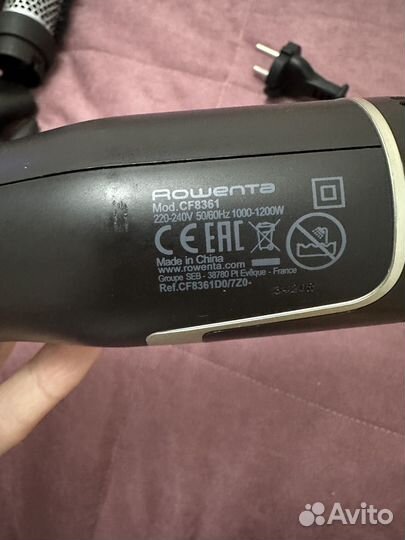 Rowenta
Mod.CF8361
220-240V 50/60Hz 1000-1200W
CE EAC
Made in China
www.rowenta.com
Groupe SEB - 38780 Pt Evêque - France
Ref.CF8361D0/7Z0-
Avito